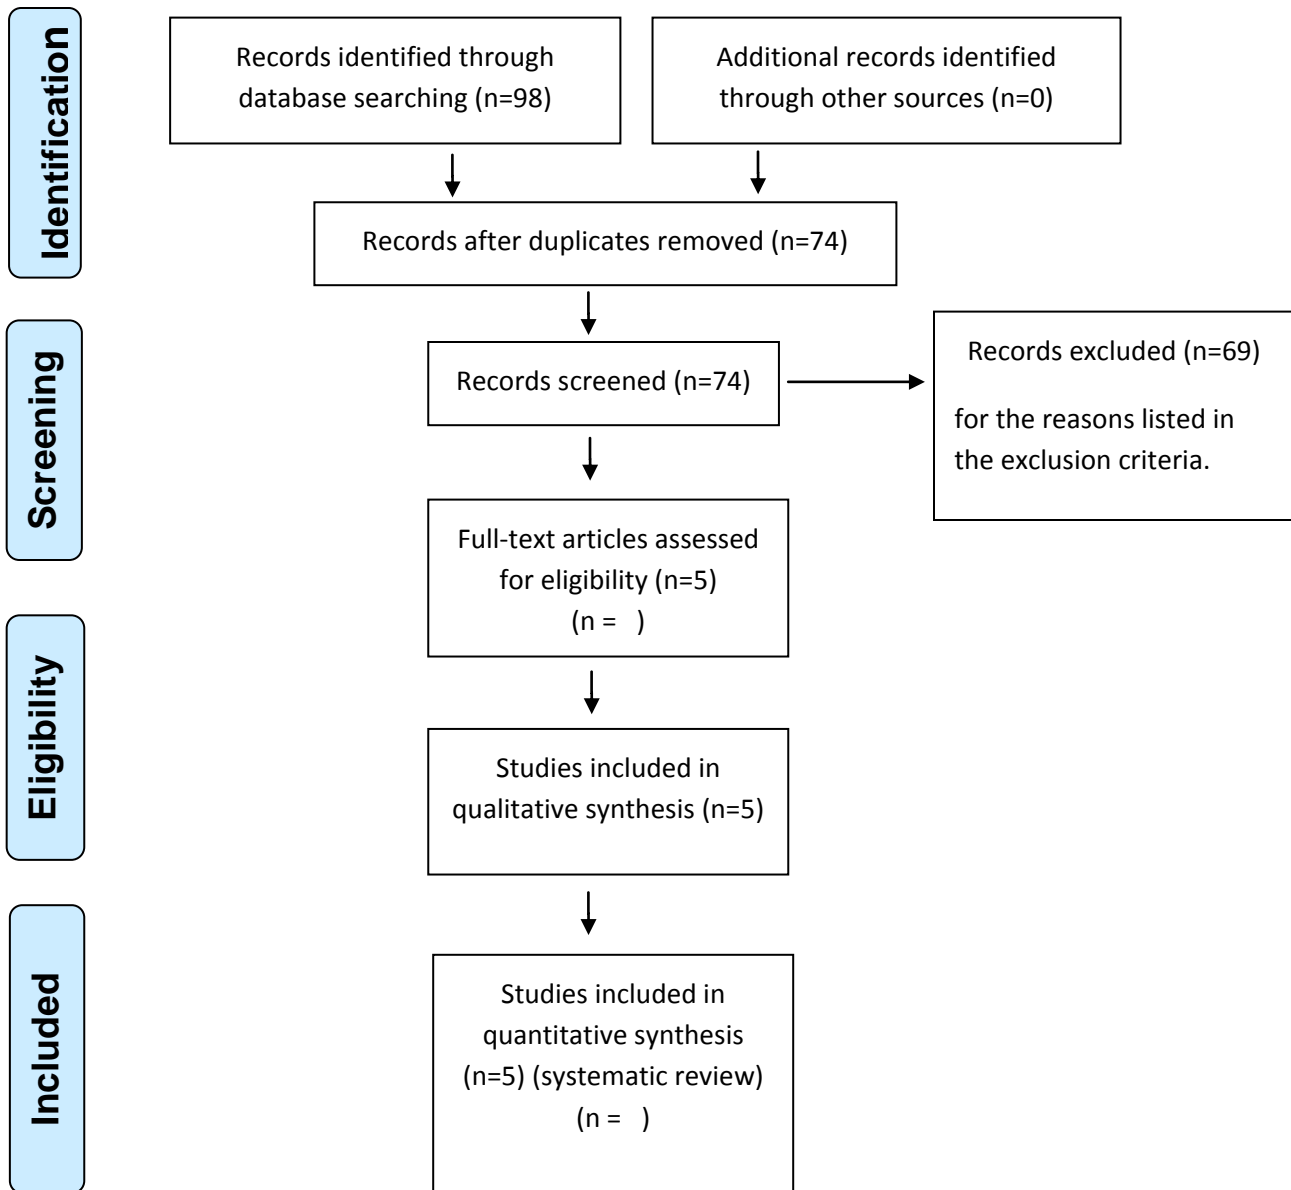 Identification
Records identified through
database searching (n=98)
Additional records identified
through other sources (n=0)
Records after duplicates removed (n=74)
Screening
Records screened (n=74)
Records excluded (n=69)
for the reasons listed in
the exclusion criteria.
Full-text articles assessed
for eligibility (n=5)
(n =   )
Eligibility
Studies included in
qualitative synthesis (n=5)
Included
Studies included in
quantitative synthesis
(n=5) (systematic review)
(n =   )